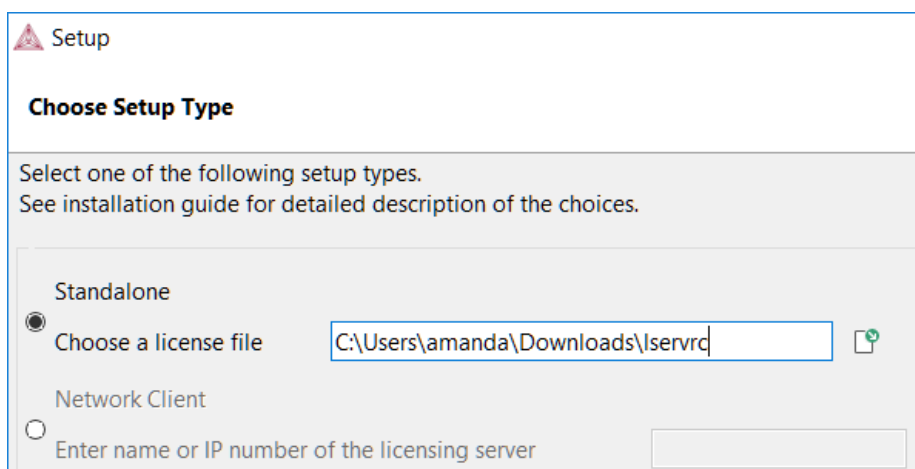 Setup
Choose Setup Type
Select one of the following setup types.
See installation guide for detailed description of the choices.
Standalone
Choose a license file C:\Users\amanda\Downloads\lservrc
Network Client
Enter name or IP number of the licensing server